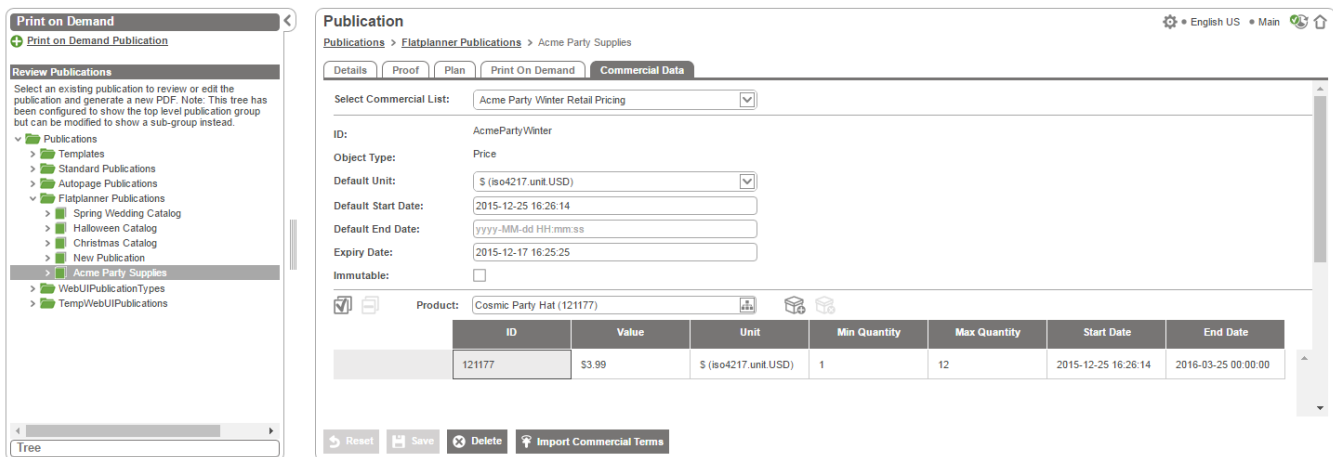 Print on Demand
Print on Demand Publication
Review Publications
Select an existing publication to review or edit the
publication and generate a new PDF. Note: This tree has
been configured to show the top level publication group
but can be modified to show a sub-group instead.
Publications
Templates
Standard Publications
Autopage Publications
Flatplanner Publications
Spring Wedding Catalog
Halloween Catalog
Christmas Catalog
New Publication
Acme Party Supplies
WebUIPublicationTypes
TempWebUIPublications
Tree
Publication
English US Main
Publications > Flatplanner Publications > Acme Party Supplies
Details Proof Plan Print On Demand Commercial Data
Select Commercial List: Acme Party Winter Retail Pricing
ID: AcmePartyWinter
Object Type: Price
Default Unit: $ (iso4217.unit.USD)
Default Start Date: 2015-12-25 16:26:14
Default End Date: yyyy-MM-dd HH:mm:ss
Expiry Date: 2015-12-17 16:25:25
Immutable:
Product: Cosmic Party Hat (121177)
ID Value Unit Min Quantity Max Quantity Start Date End Date
121177 $3.99 $ (iso4217.unit.USD) 1 12 2015-12-25 16:26:14 2016-03-25 00:00:00
Reset Save Delete Import Commercial Terms